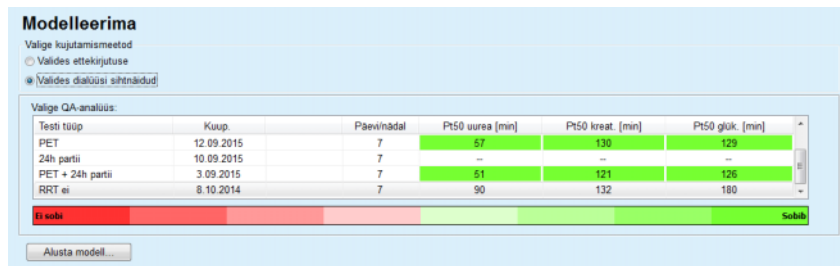 Modelleerima
Valige kujutamismeetod
Valides ettekirjutuse
Valides dialüüsi sihtnäidud
Valige QA-analüüs:
Testi tüüp Kuup. Päevi/nädal Pt50 uurea [min] Pt50 kreat. [min] Pt50 glük. [min]
PET 12.09.2015 7 57 130 129
24h partii 10.09.2015 7 -- -- --
PET + 24h partii 3.09.2015 7 51 121 126
RRT ei 8.10.2014 7 90 132 180
Ei sobi Sobib
Alusta modell...